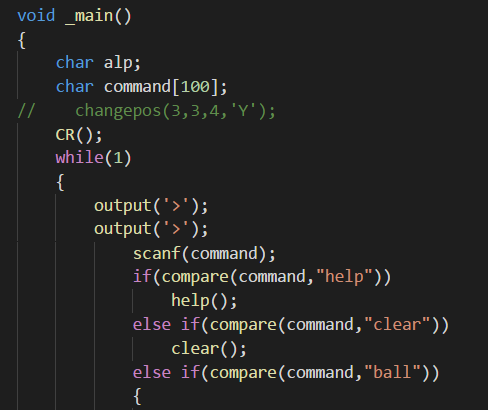 void _main()
{
    char alp;
    char command[100];
//    changepos(3,3,4,'Y');
    CR();
    while(1)
    {
        output('>');
        output('>');
            scanf(command);
            if(compare(command,"help"))
                help();
            else if(compare(command,"clear"))
                clear();
            else if(compare(command,"ball"))
            {